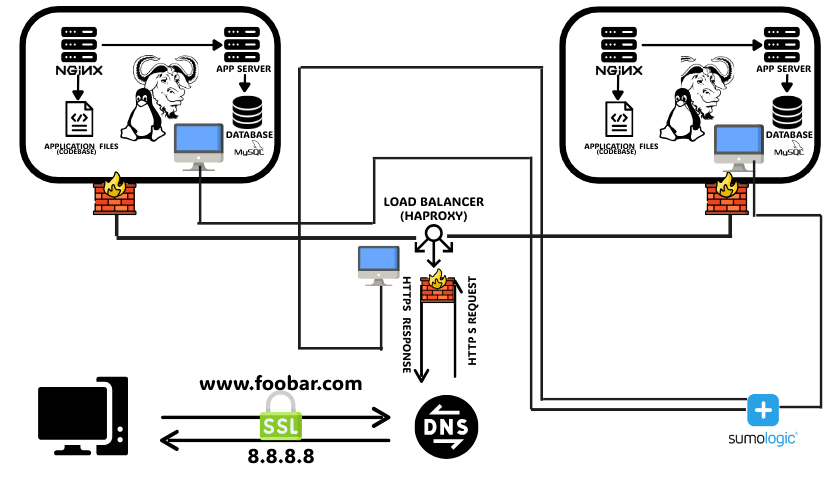 NGiNX
APP SERVER
APPLICATION FILES
(CODEBASE)
DATABASE
MySQL
NGiNX
APP SERVER
APPLICATION FILES
(CODEBASE)
DATABASE
MySQL
LOAD BALANCER
(HAPROXY)
HTTPS RESPONSE
HTTP S REQUEST
www.foobar.com
SSL
8.8.8.8
DNS
sumologic